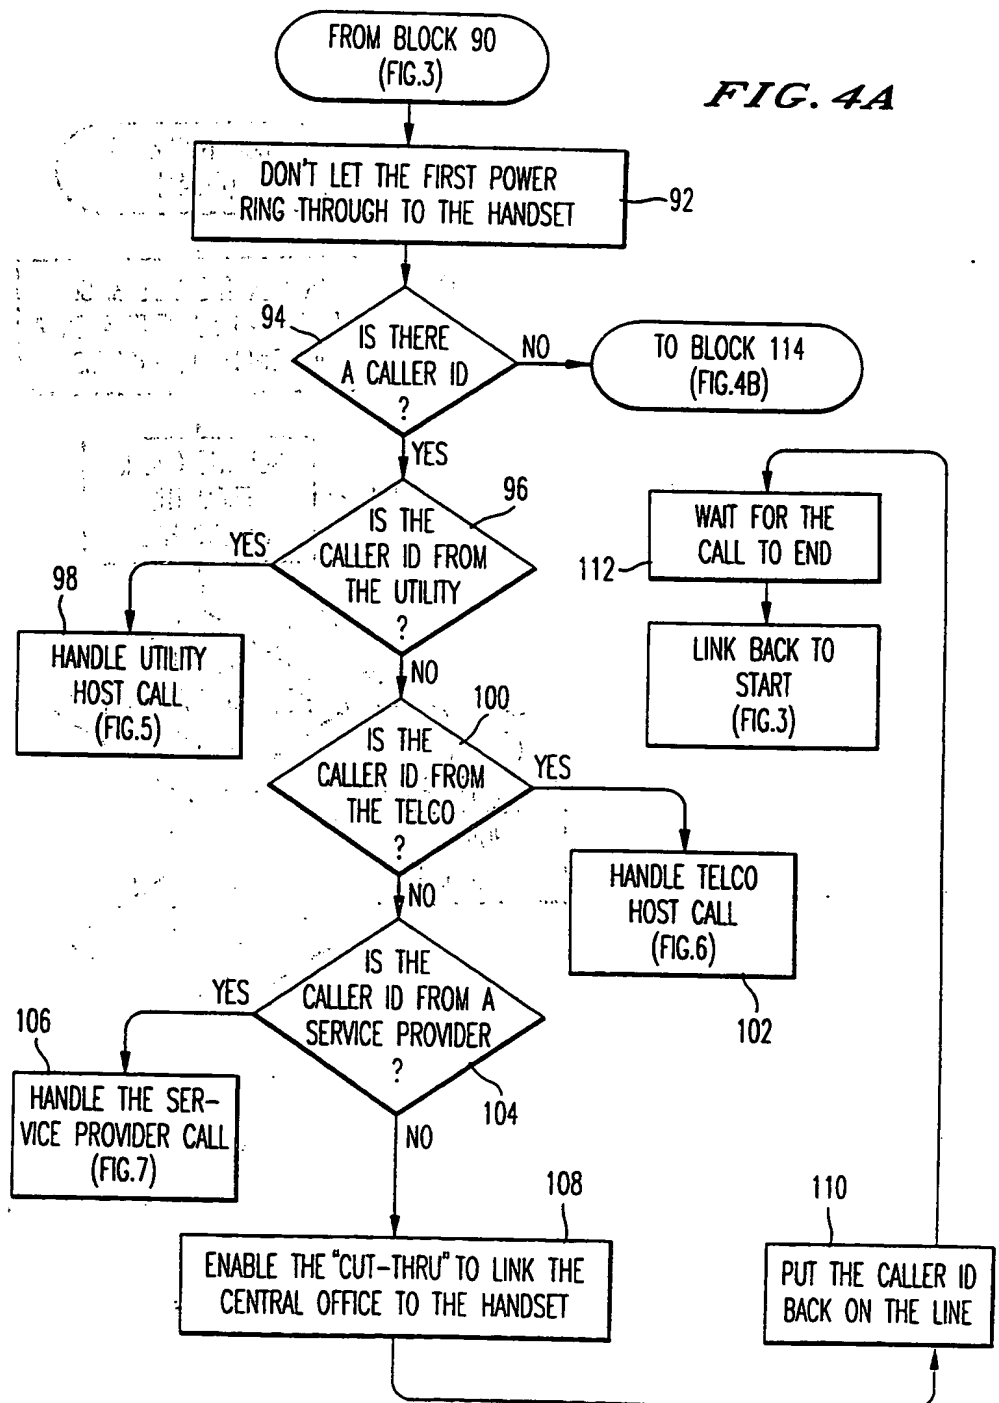 FROM BLOCK 90
(FIG.3)
FIG. 4A
DON'T LET THE FIRST POWER
RING THROUGH TO THE HANDSET
92
94
IS THERE
A CALLER ID
?
NO
TO BLOCK 114
(FIG.4B)
YES
96
IS THE
CALLER ID FROM
THE UTILITY
?
YES
98
HANDLE UTILITY
HOST CALL
(FIG.5)
NO
WAIT FOR THE
CALL TO END
112
LINK BACK TO
START
(FIG.3)
100
IS THE
CALLER ID FROM
THE TELCO
?
YES
HANDLE TELCO
HOST CALL
(FIG.6)
102
NO
IS THE
CALLER ID FROM A
SERVICE PROVIDER
?
104
YES
106
HANDLE THE SER-
VICE PROVIDER CALL
(FIG.7)
NO
108
ENABLE THE "CUT-THRU" TO LINK THE
CENTRAL OFFICE TO THE HANDSET
110
PUT THE CALLER ID
BACK ON THE LINE